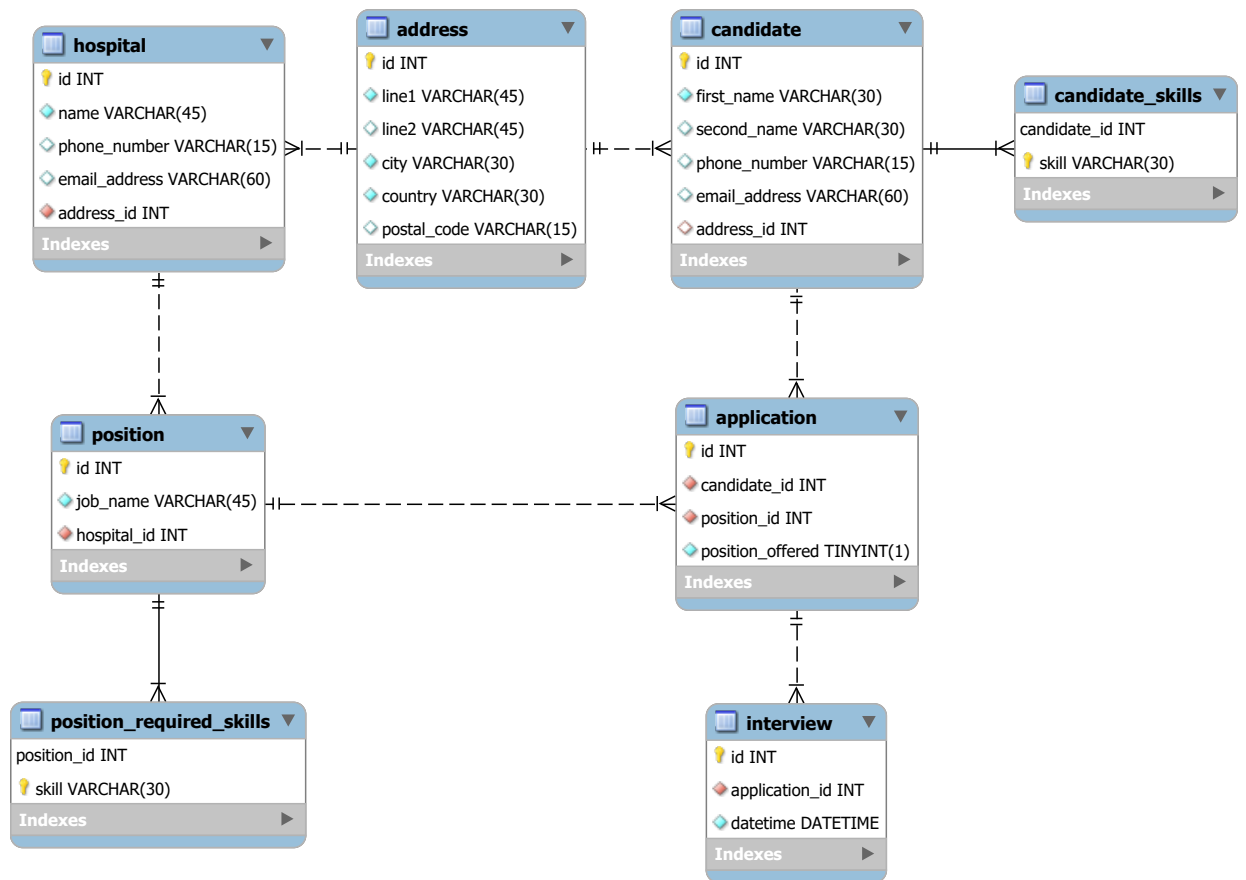 hospital
id INT
name VARCHAR(45)
phone_number VARCHAR(15)
email_address VARCHAR(60)
address_id INT
Indexes
address
id INT
line1 VARCHAR(45)
line2 VARCHAR(45)
city VARCHAR(30)
country VARCHAR(30)
postal_code VARCHAR(15)
Indexes
candidate
id INT
first_name VARCHAR(30)
second_name VARCHAR(30)
phone_number VARCHAR(15)
email_address VARCHAR(60)
address_id INT
Indexes
candidate_skills
candidate_id INT
skill VARCHAR(30)
Indexes
position
id INT
job_name VARCHAR(45)
hospital_id INT
Indexes
application
id INT
candidate_id INT
position_id INT
position_offered TINYINT(1)
Indexes
position_required_skills
position_id INT
skill VARCHAR(30)
Indexes
interview
id INT
application_id INT
datetime DATETIME
Indexes